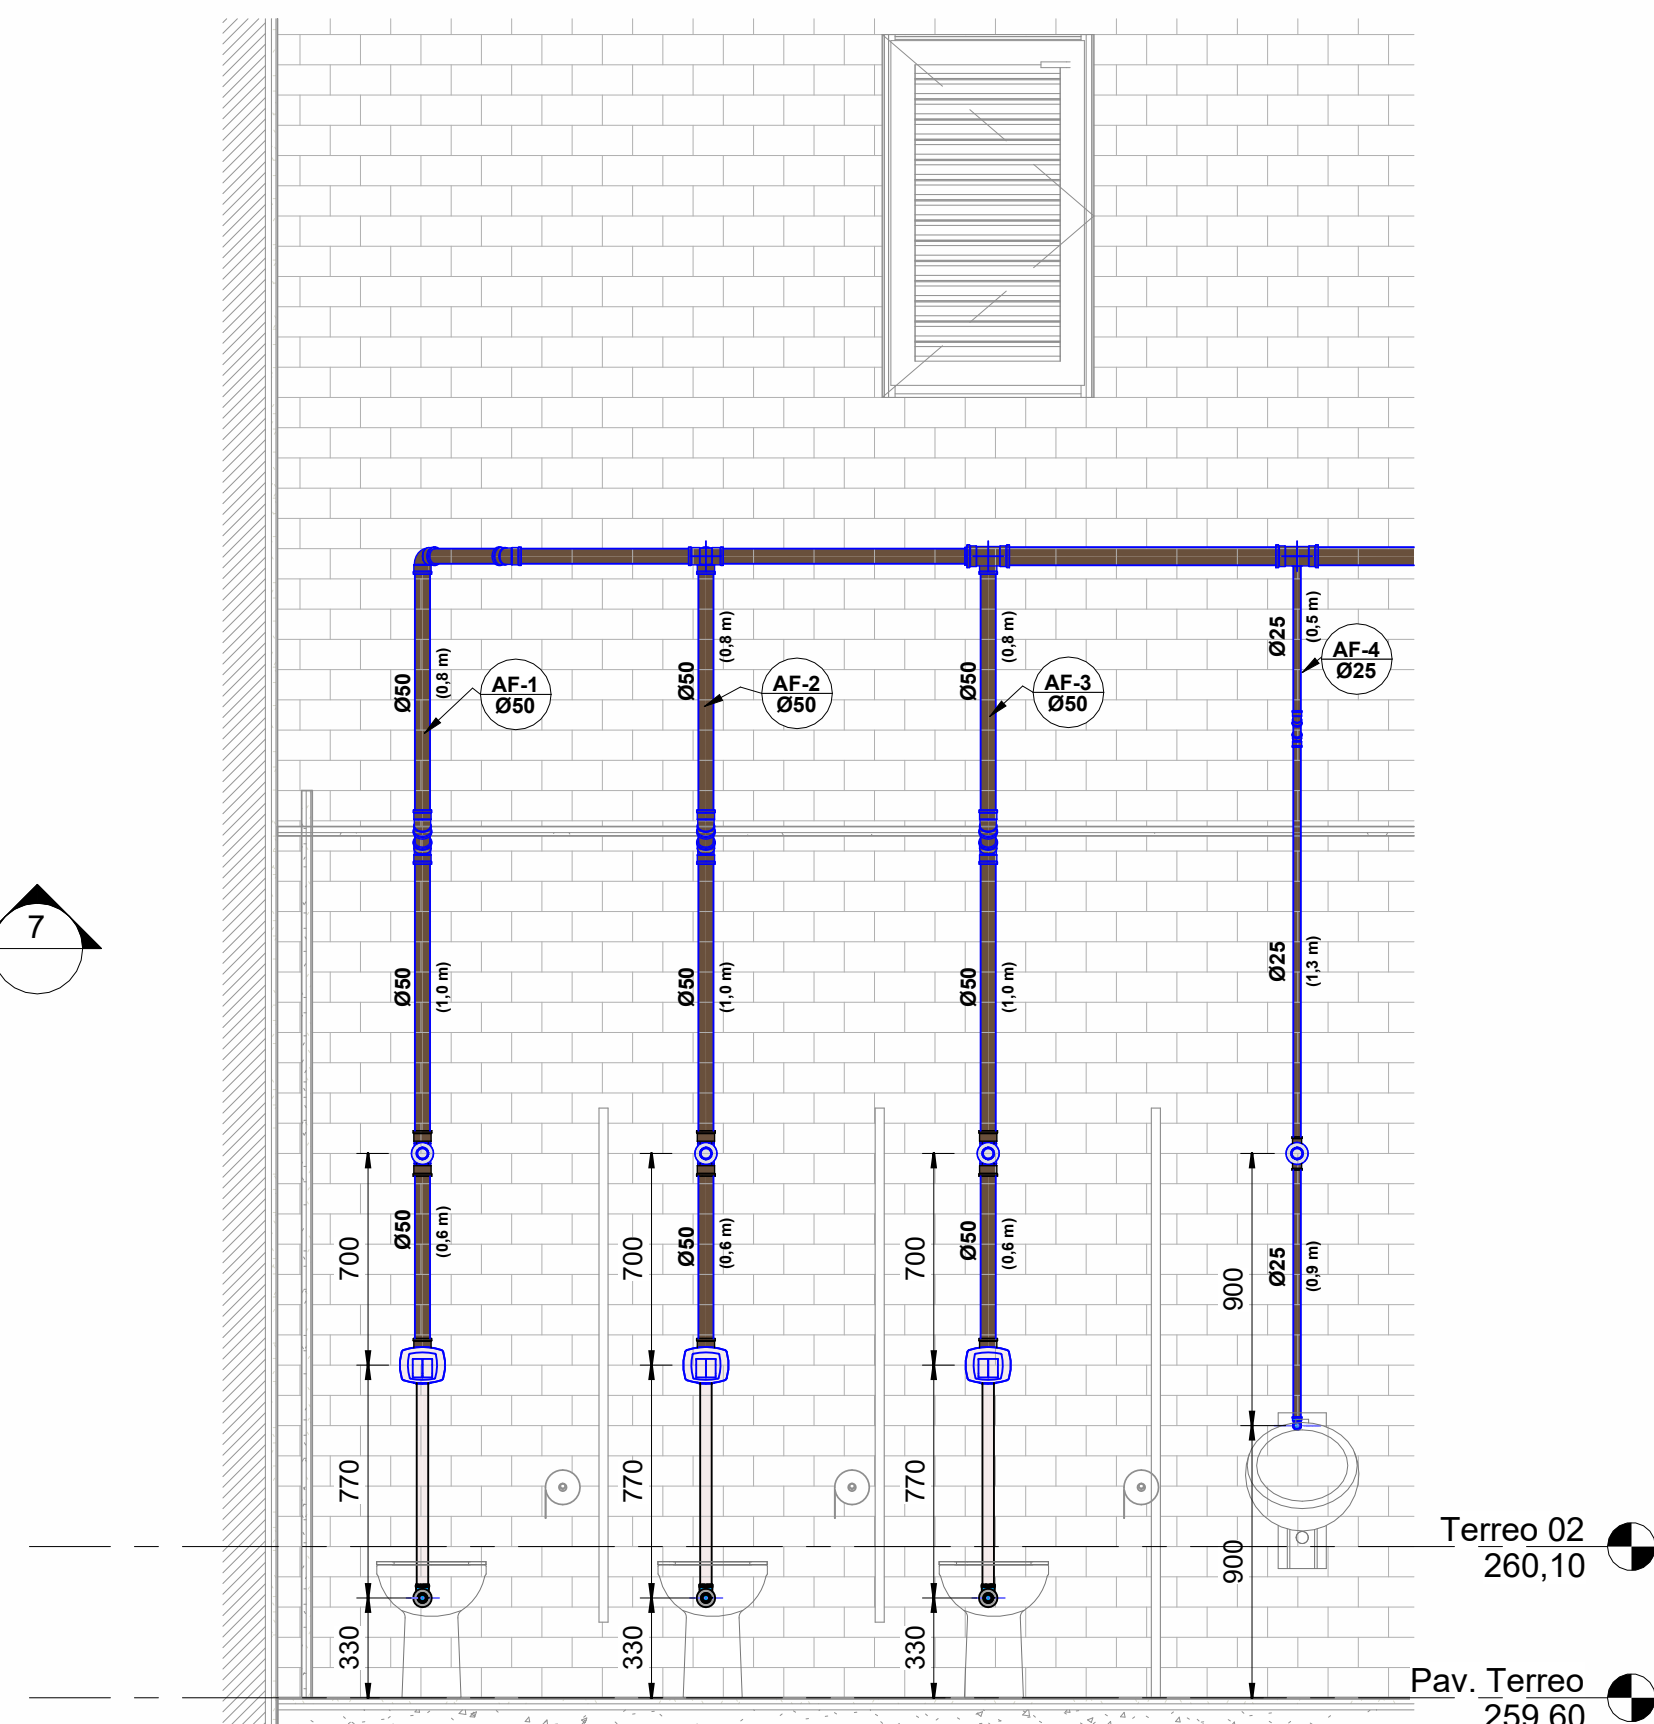 Ø50
(0,8 m)
AF-1
Ø50
Ø50
(0,8 m)
AF-2
Ø50
Ø50
(0,8 m)
AF-3
Ø50
Ø25
(0,5 m)
AF-4
Ø25
7
Ø50
(1,0 m)
Ø50
(1,0 m)
Ø50
(1,0 m)
Ø25
(1,3 m)
700
Ø50
(0,6 m)
700
Ø50
(0,6 m)
700
Ø50
(0,6 m)
900
Ø25
(0,9 m)
770
770
770
900
Terreo 02
260,10
330
330
330
Pav. Terreo
259,60